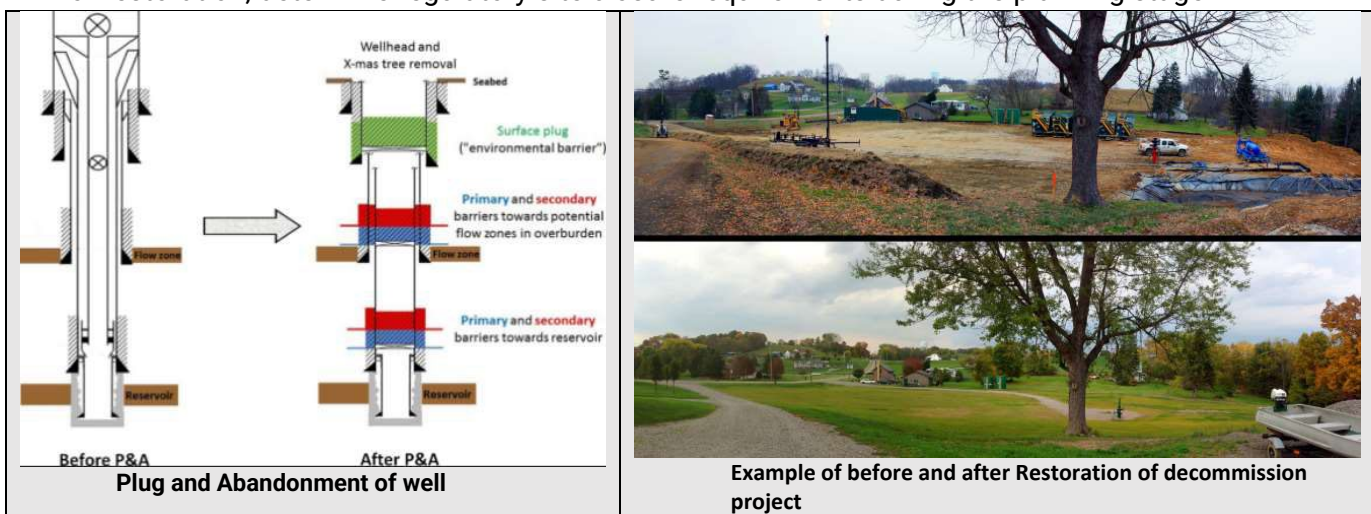 Wellhead and
X-mas tree removal
Seabed
Surface plug
("environmental barrier")
Primary and secondary
barriers towards potential
flow zones in overburden
Flow zone
Flow zone
Primary and secondary
barriers towards reservoir
Reservoir
Reservoir
Before P&A
After P&A
Plug and Abandonment of well
Example of before and after Restoration of decommission
project